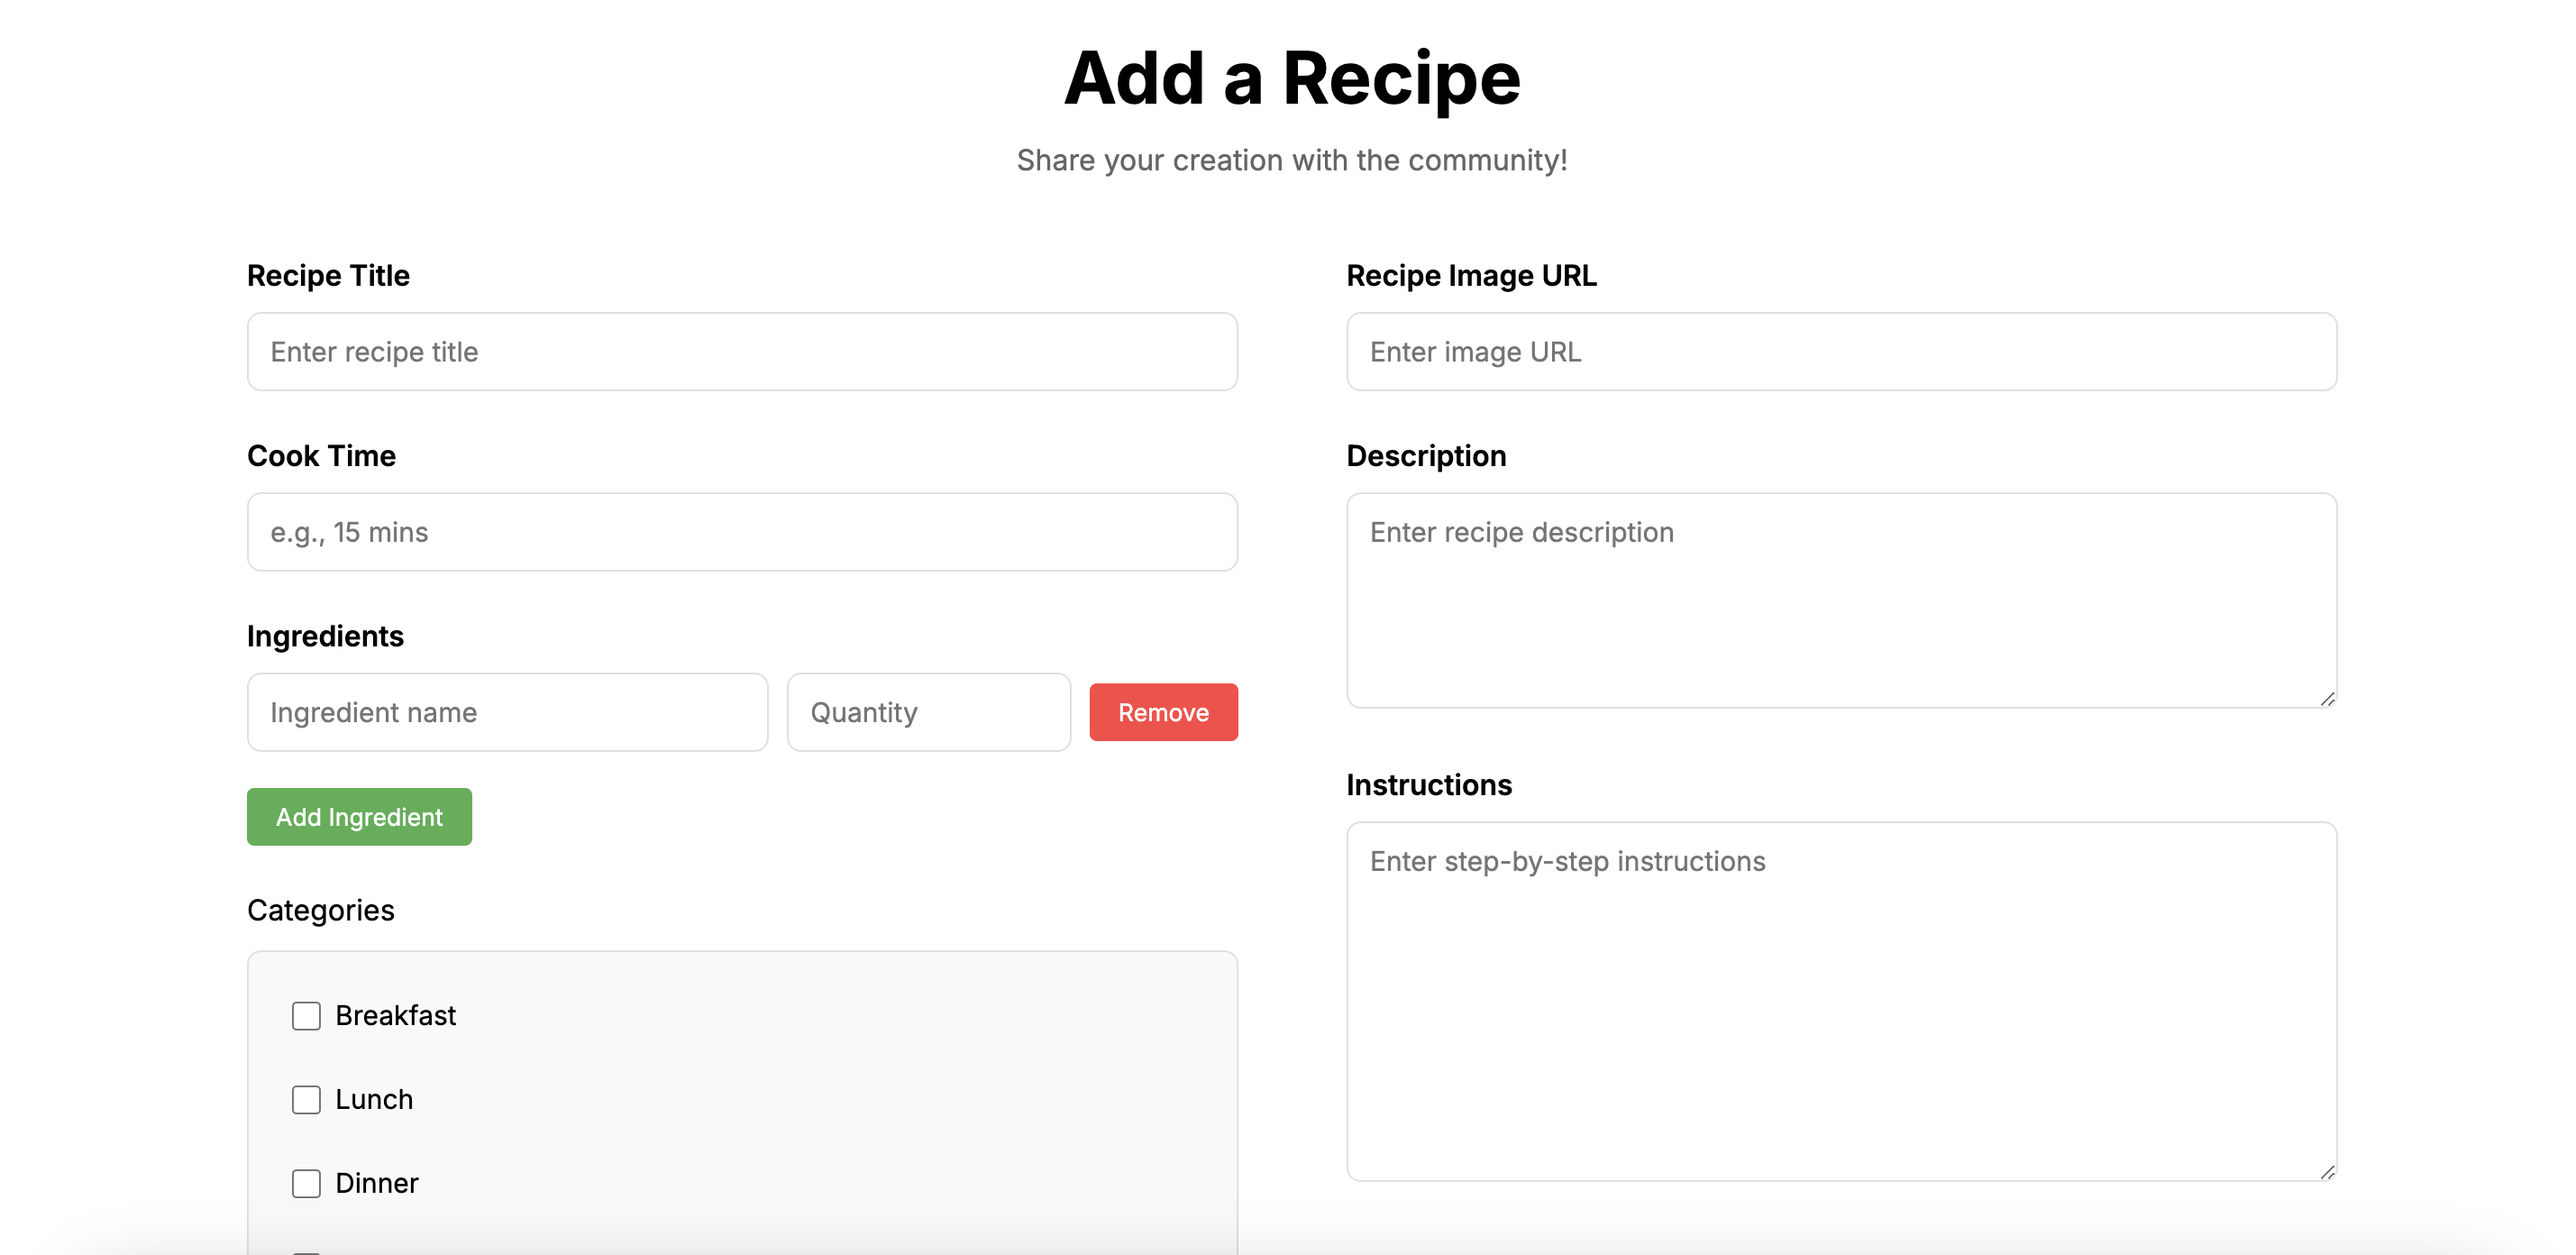 Add a Recipe
Share your creation with the community!
Recipe Title
Enter recipe title
Cook Time
e.g., 15 mins
Ingredients
Ingredient name
Quantity
Remove
Add Ingredient
Categories
Breakfast
Lunch
Dinner
Recipe Image URL
Enter image URL
Description
Enter recipe description
Instructions
Enter step-by-step instructions